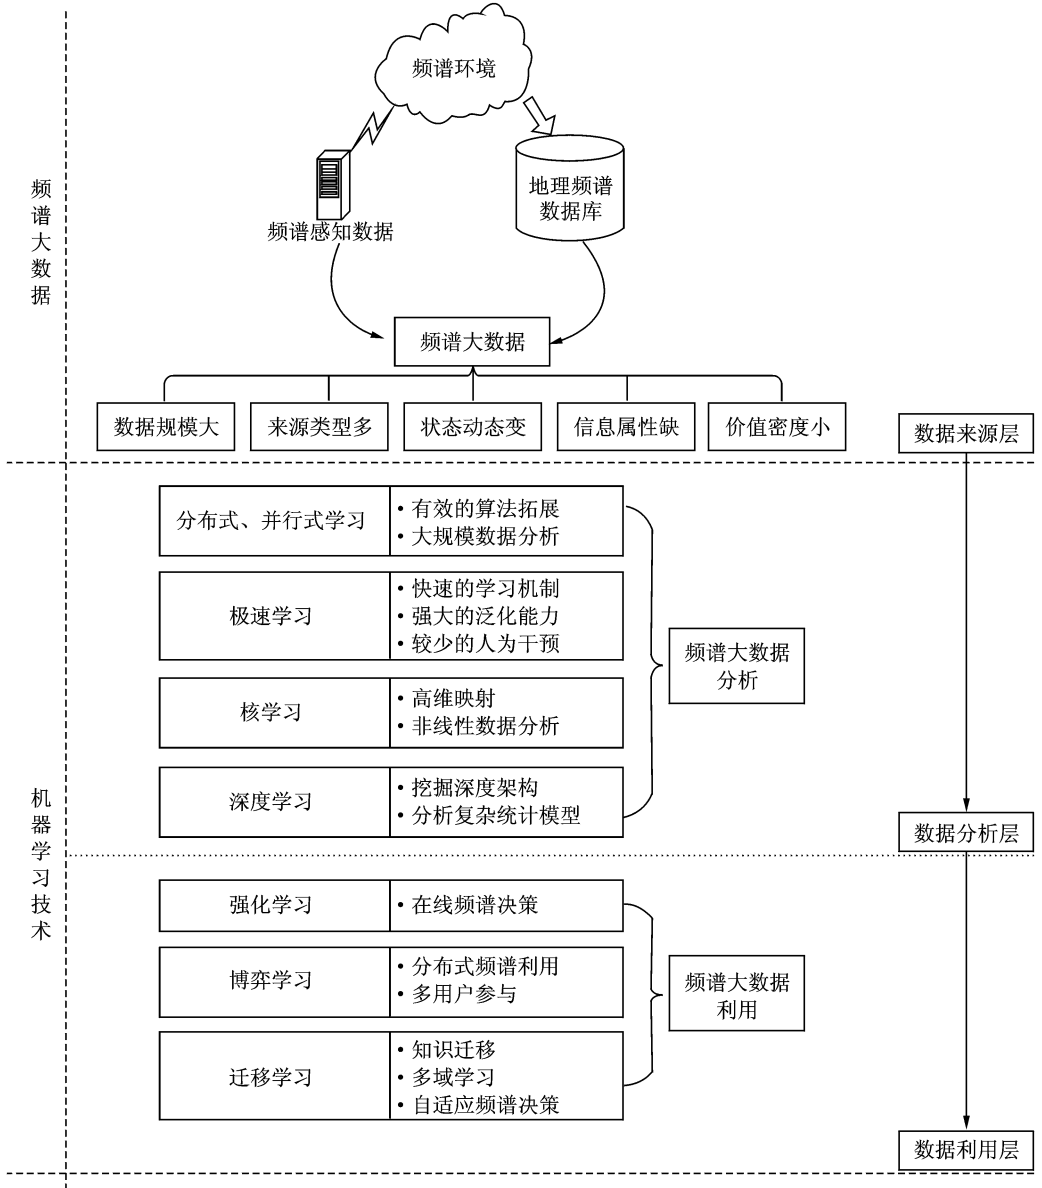 频谱环境
地理频谱
数据库
频谱感知数据
频谱大数据
频谱大数据
数据规模大
来源类型多
状态动态变
信息属性缺
价值密度小
数据来源层
机器学习技术
分布式、并行式学习
• 有效的算法拓展
• 大规模数据分析
极速学习
• 快速的学习机制
• 强大的泛化能力
• 较少的人为干预
核学习
• 高维映射
• 非线性数据分析
深度学习
• 挖掘深度架构
• 分析复杂统计模型
频谱大数据
分析
数据分析层
强化学习
• 在线频谱决策
博弈学习
• 分布式频谱利用
• 多用户参与
迁移学习
• 知识迁移
• 多域学习
• 自适应频谱决策
频谱大数据
利用
数据利用层